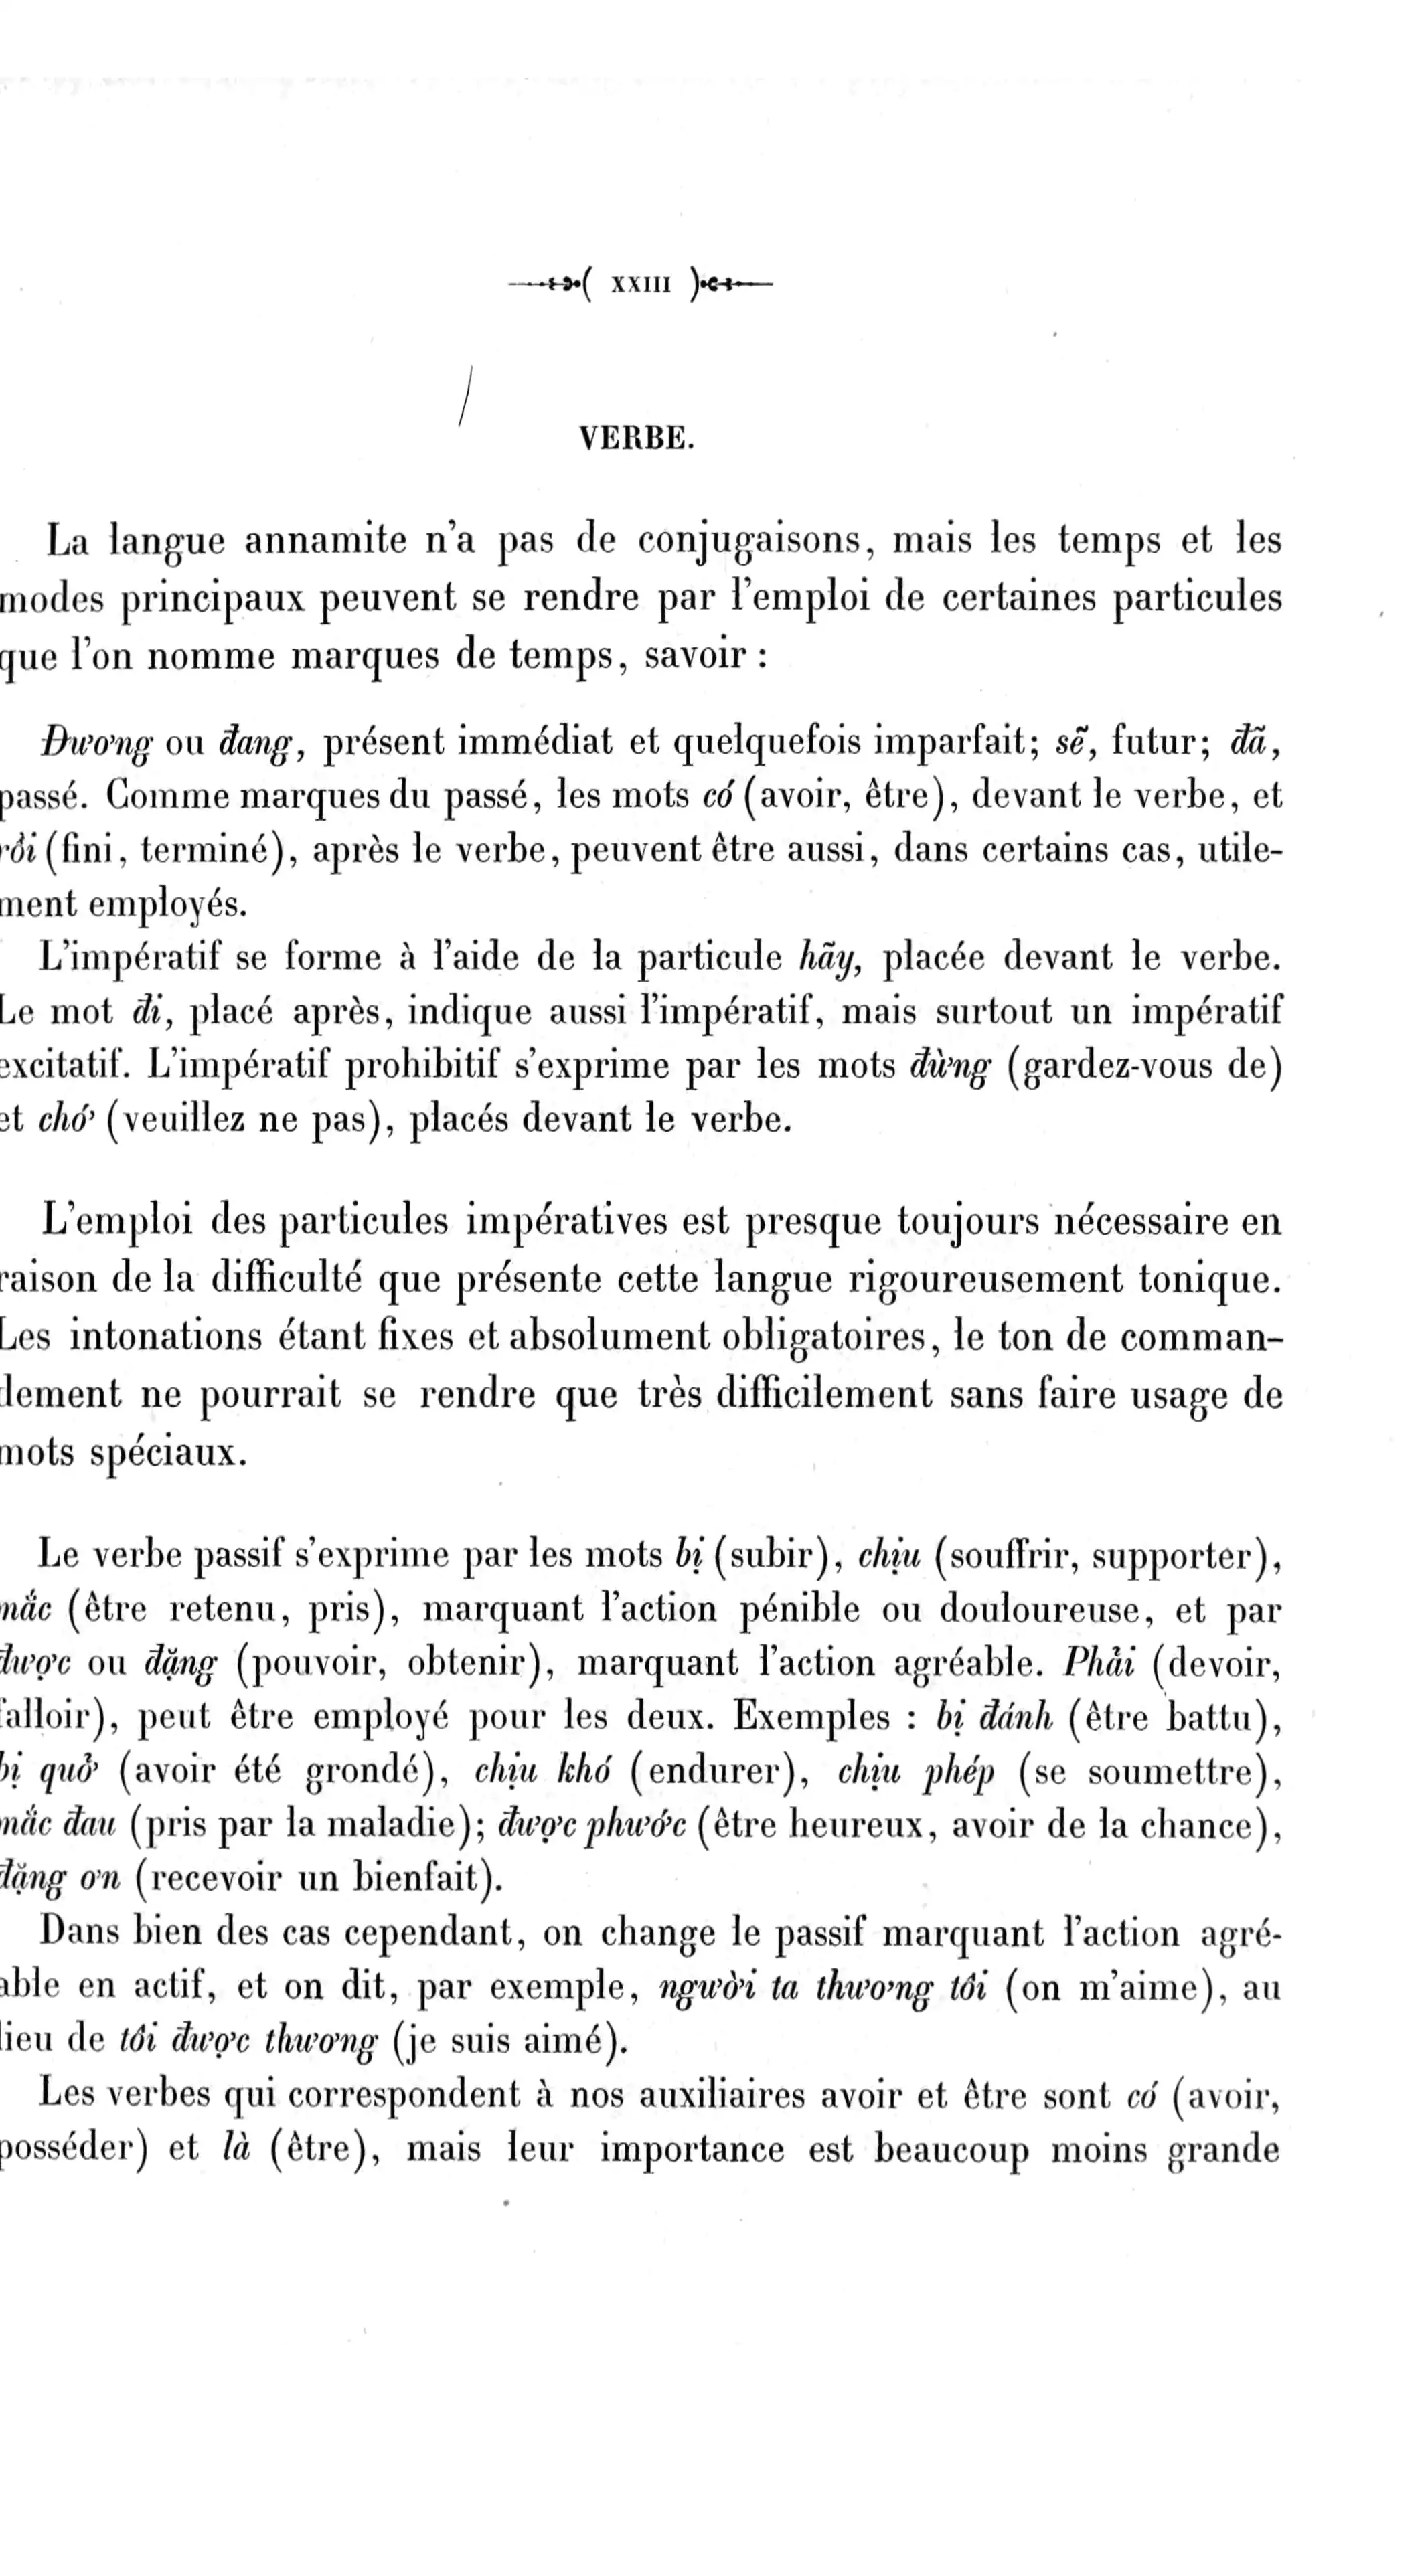 ( XXIII )
VERBE.
La langue annamite n'a pas de conjugaisons, mais les temps et les
modes principaux peuvent se rendre par l'emploi de certaines particules
que l'on nomme marques de temps, savoir :
Đương ou đang, présent immédiat et quelquefois imparfait; sẽ, futur; đã,
passé. Comme marques du passé, les mots có (avoir, être), devant le verbe, et
rồi (fini, terminé), après le verbe, peuvent être aussi, dans certains cas, utile-
ment employés.
L'impératif se forme à l'aide de la particule hãy, placée devant le verbe.
Le mot đi, placé après, indique aussi l'impératif, mais surtout un impératif
excitatif. L'impératif prohibitif s'exprime par les mots đừng (gardez-vous de)
et chớ (veuillez ne pas), placés devant le verbe.
L'emploi des particules impératives est presque toujours nécessaire en
raison de la difficulté que présente cette langue rigoureusement tonique.
Les intonations étant fixes et absolument obligatoires, le ton de comman-
dement ne pourrait se rendre que très difficilement sans faire usage de
mots spéciaux.
Le verbe passif s'exprime par les mots bị (subir), chịu (souffrir, supporter),
mắc (être retenu, pris), marquant l'action pénible ou douloureuse, et par
được ou đặng (pouvoir, obtenir), marquant l'action agréable. Phải (devoir,
falloir), peut être employé pour les deux. Exemples : bị đánh (être battu),
bị quở (avoir été grondé), chịu khó (endurer), chịu phép (se soumettre),
mắc đau (pris par la maladie); được phước (être heureux, avoir de la chance),
đặng ơn (recevoir un bienfait).
Dans bien des cas cependant, on change le passif marquant l'action agré-
able en actif, et on dit, par exemple, người ta thương tôi (on m'aime), au
lieu de tôi được thương (je suis aimé).
Les verbes qui correspondent à nos auxiliaires avoir et être sont có (avoir,
posséder) et là (être), mais leur importance est beaucoup moins grande